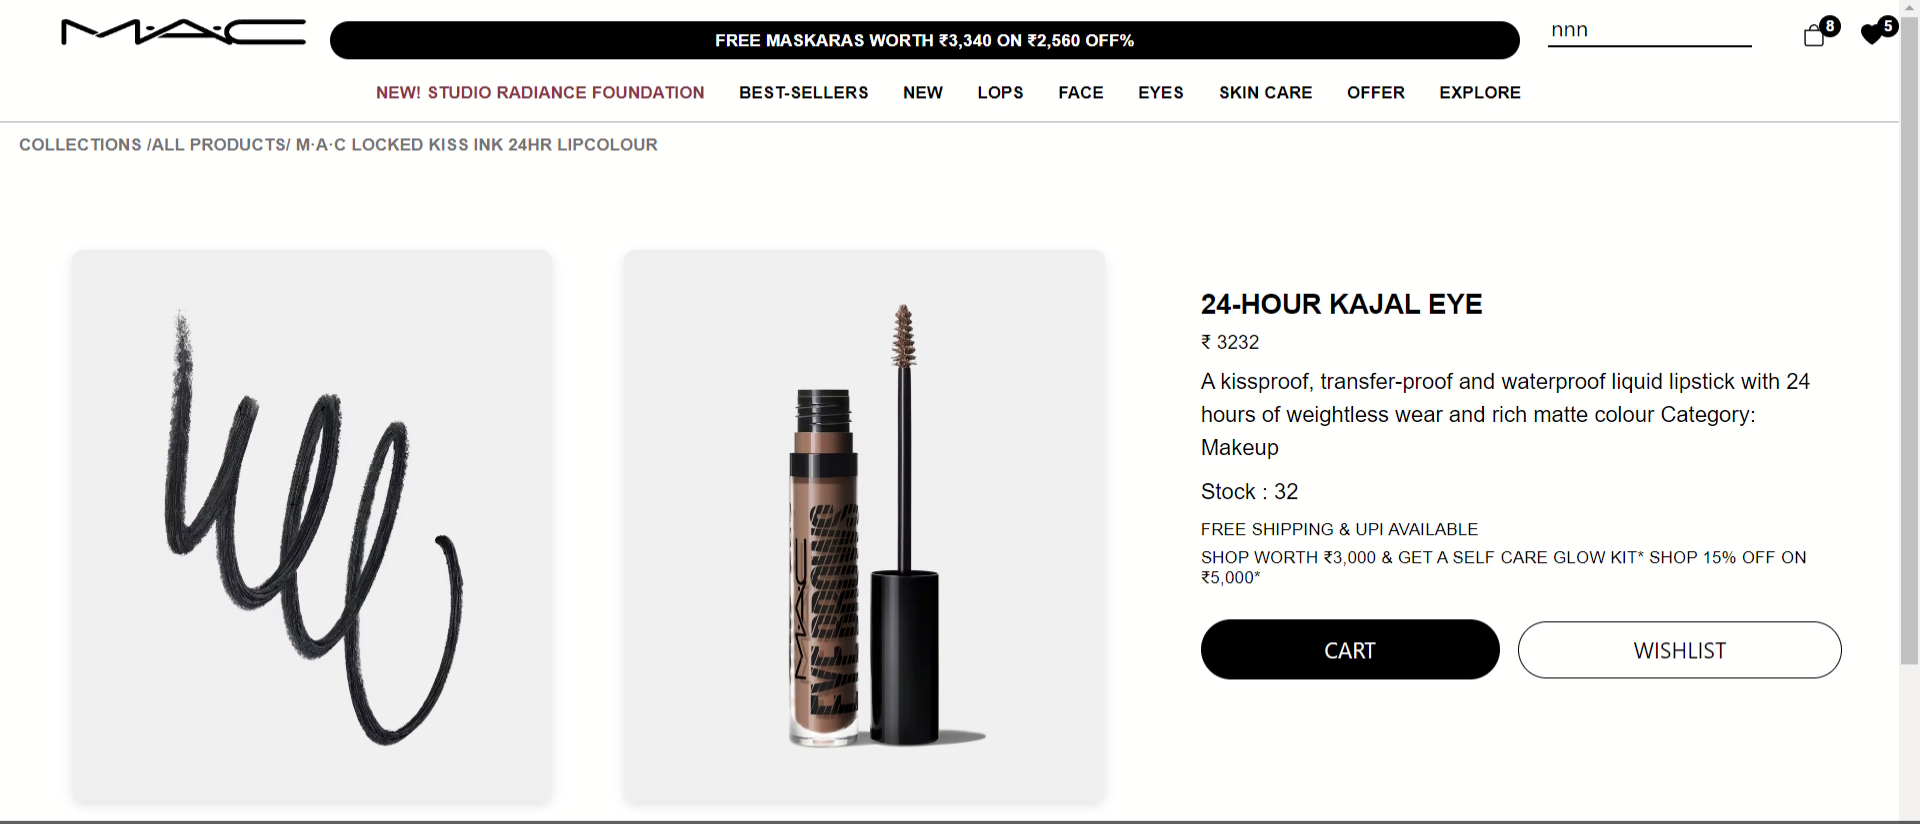 M·A·C
FREE MASKARAS WORTH ₹3,340 ON ₹2,560 OFF%
nnn
8
5
NEW! STUDIO RADIANCE FOUNDATION BEST-SELLERS NEW LOPS FACE EYES SKIN CARE OFFER EXPLORE
COLLECTIONS /ALL PRODUCTS/ M·A·C LOCKED KISS INK 24HR LIPCOLOUR
M·A·C
EYE BROWS
24-HOUR KAJAL EYE
₹ 3232
A kissproof, transfer-proof and waterproof liquid lipstick with 24
hours of weightless wear and rich matte colour Category:
Makeup
Stock : 32
FREE SHIPPING & UPI AVAILABLE
SHOP WORTH ₹3,000 & GET A SELF CARE GLOW KIT* SHOP 15% OFF ON
₹5,000*
CART
WISHLIST